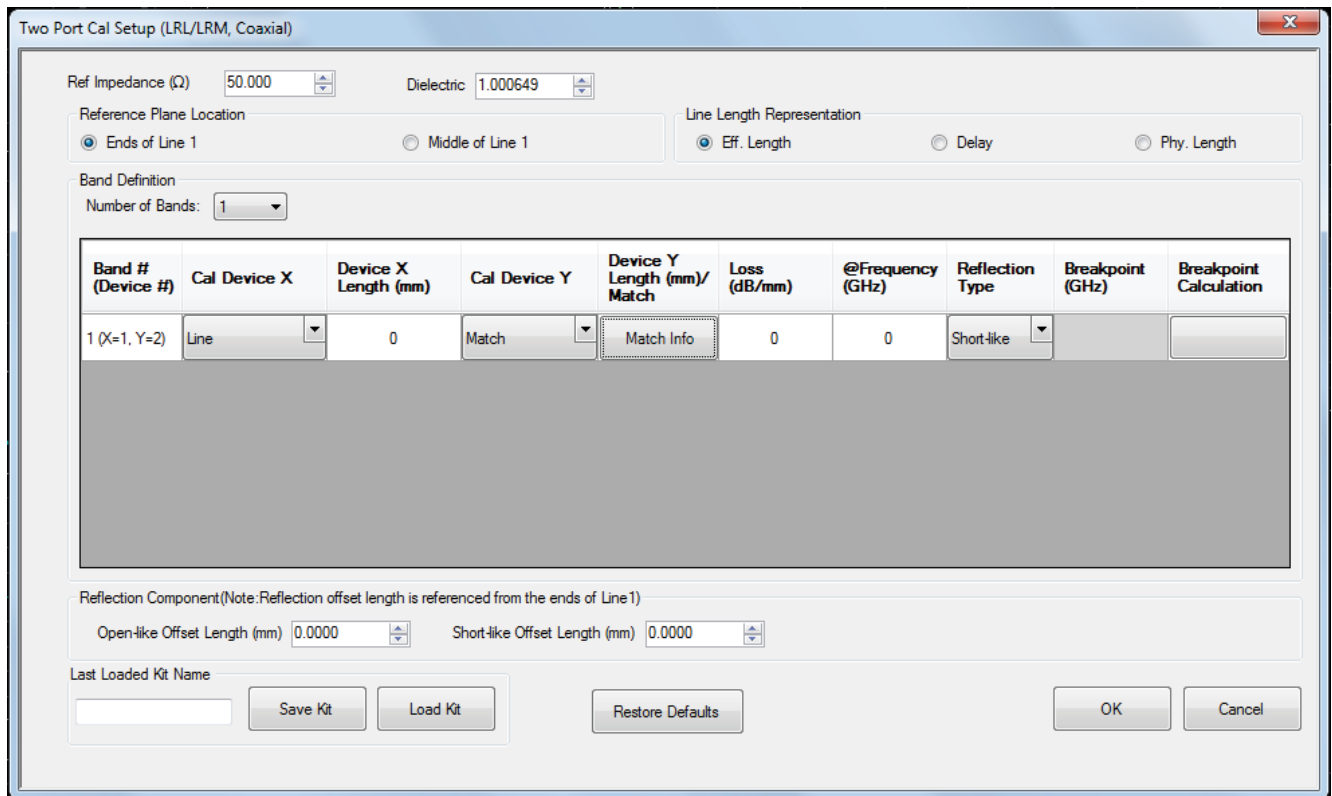 Two Port Cal Setup (LRL/LRM, Coaxial)
Ref Impedance (Ω) 50.000 Dielectric 1.000649
Reference Plane Location Line Length Representation
Ends of Line 1 Middle of Line 1 Eff. Length Delay Phy. Length
Band Definition
Number of Bands: 1
Band # (Device #) Cal Device X Device X Length (mm) Cal Device Y Device Y Length (mm)/ Match Loss (dB/mm) @Frequency (GHz) Reflection Type Breakpoint (GHz) Breakpoint Calculation
1 (X=1, Y=2) Line 0 Match Match Info 0 0 Short-like
Reflection Component(Note:Reflection offset length is referenced from the ends of Line1)
Open-like Offset Length (mm) 0.0000 Short-like Offset Length (mm) 0.0000
Last Loaded Kit Name
Save Kit Load Kit Restore Defaults OK Cancel